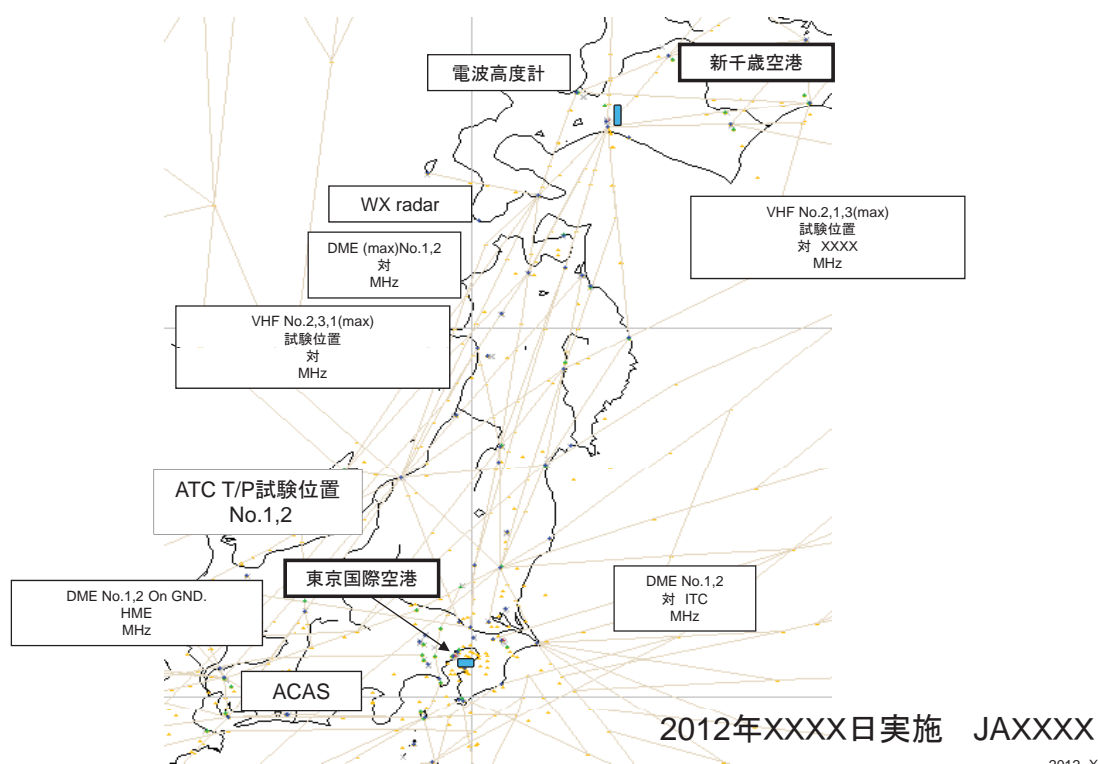 電波高度計
新千歳空港
WX radar
VHF No.2,1,3(max)
試験位置
対 XXXX
MHz
DME (max)No.1,2
対
MHz
VHF No.2,3,1(max)
試験位置
対
MHz
ATC T/P試験位置
No.1,2
東京国際空港
DME No.1,2 On GND.
HME
MHz
DME No.1,2
対 ITC
MHz
ACAS
2012年XXXX日実施 JAXXXX